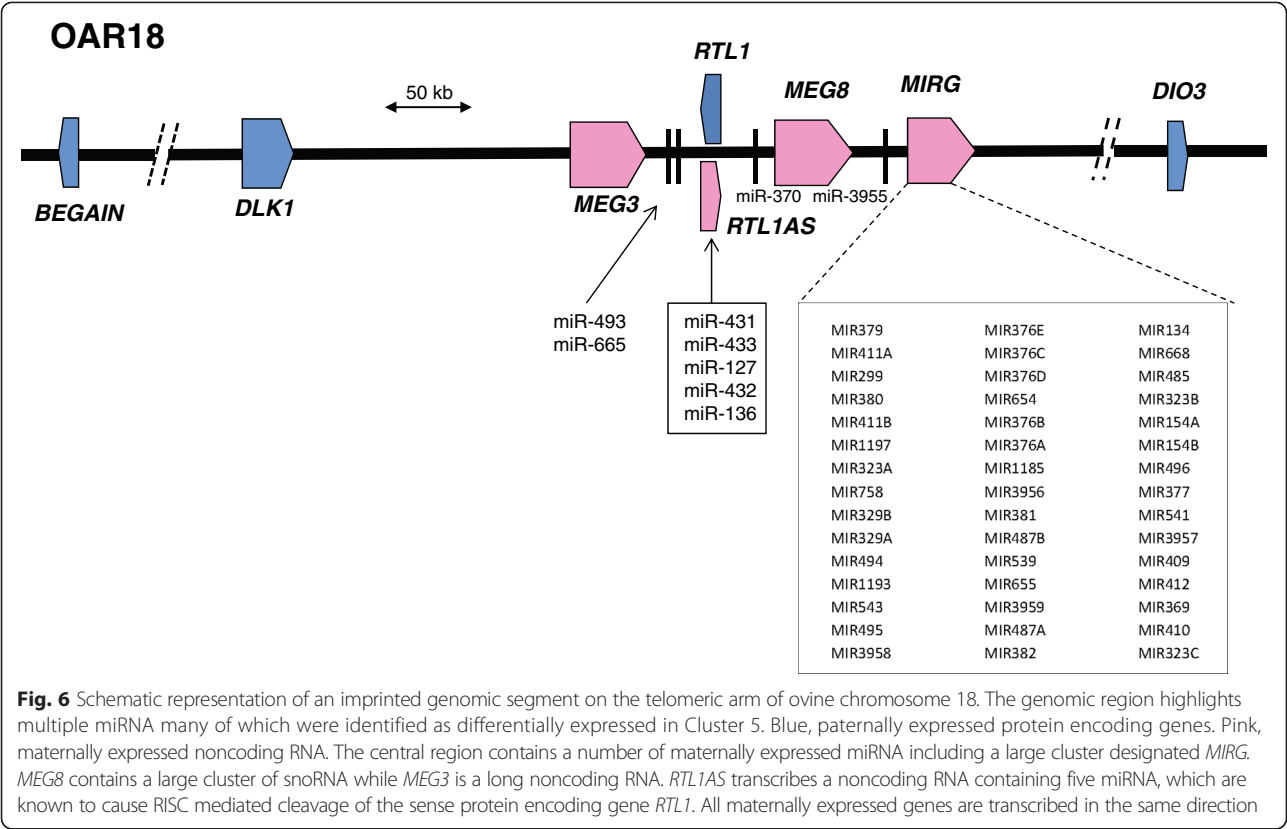 OAR18
RTL1
50 kb
MEG8
MIRG
DIO3
BEGAIN
DLK1
MEG3
miR-370
miR-3955
RTL1AS
miR-493
miR-665
miR-431
miR-433
miR-127
miR-432
miR-136
MIR379 MIR376E MIR134
MIR411A MIR376C MIR668
MIR299 MIR376D MIR485
MIR380 MIR654 MIR323B
MIR411B MIR376B MIR154A
MIR1197 MIR376A MIR154B
MIR323A MIR1185 MIR496
MIR758 MIR3956 MIR377
MIR329B MIR381 MIR541
MIR329A MIR487B MIR3957
MIR494 MIR539 MIR409
MIR1193 MIR655 MIR412
MIR543 MIR3959 MIR369
MIR495 MIR487A MIR410
MIR3958 MIR382 MIR323C
Fig. 6 Schematic representation of an imprinted genomic segment on the telomeric arm of ovine chromosome 18. The genomic region highlights
multiple miRNA many of which were identified as differentially expressed in Cluster 5. Blue, paternally expressed protein encoding genes. Pink,
maternally expressed noncoding RNA. The central region contains a number of maternally expressed miRNA including a large cluster designated MIRG.
MEG8 contains a large cluster of snoRNA while MEG3 is a long noncoding RNA. RTL1AS transcribes a noncoding RNA containing five miRNA, which are
known to cause RISC mediated cleavage of the sense protein encoding gene RTL1. All maternally expressed genes are transcribed in the same direction